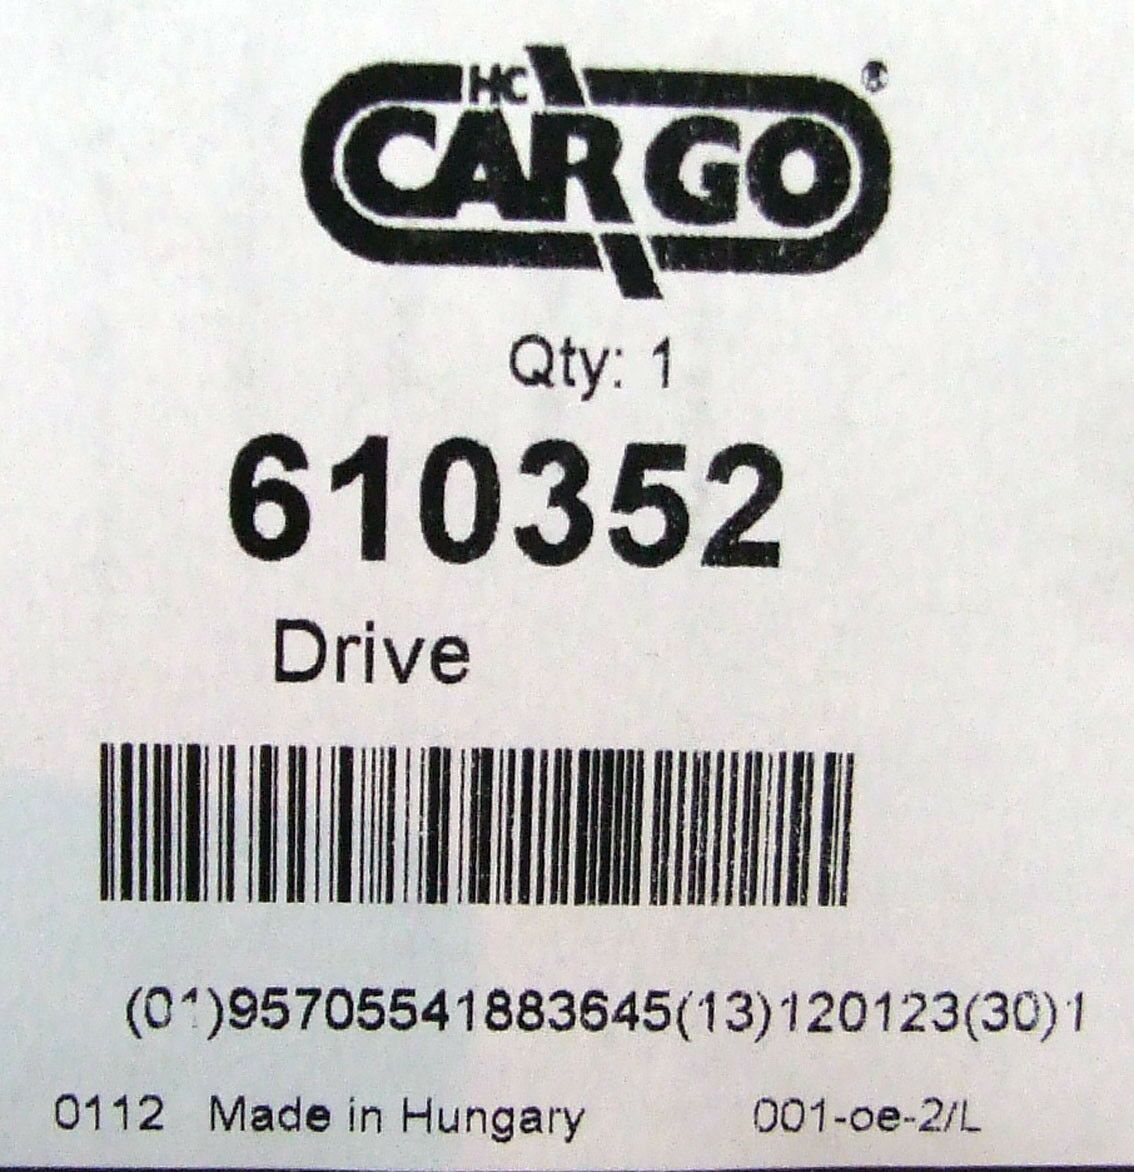 HC
CARGO®
Qty: 1
610352
Drive
(01)95705541883645(13)120123(30)1
0112 Made in Hungary 001-oe-2/L